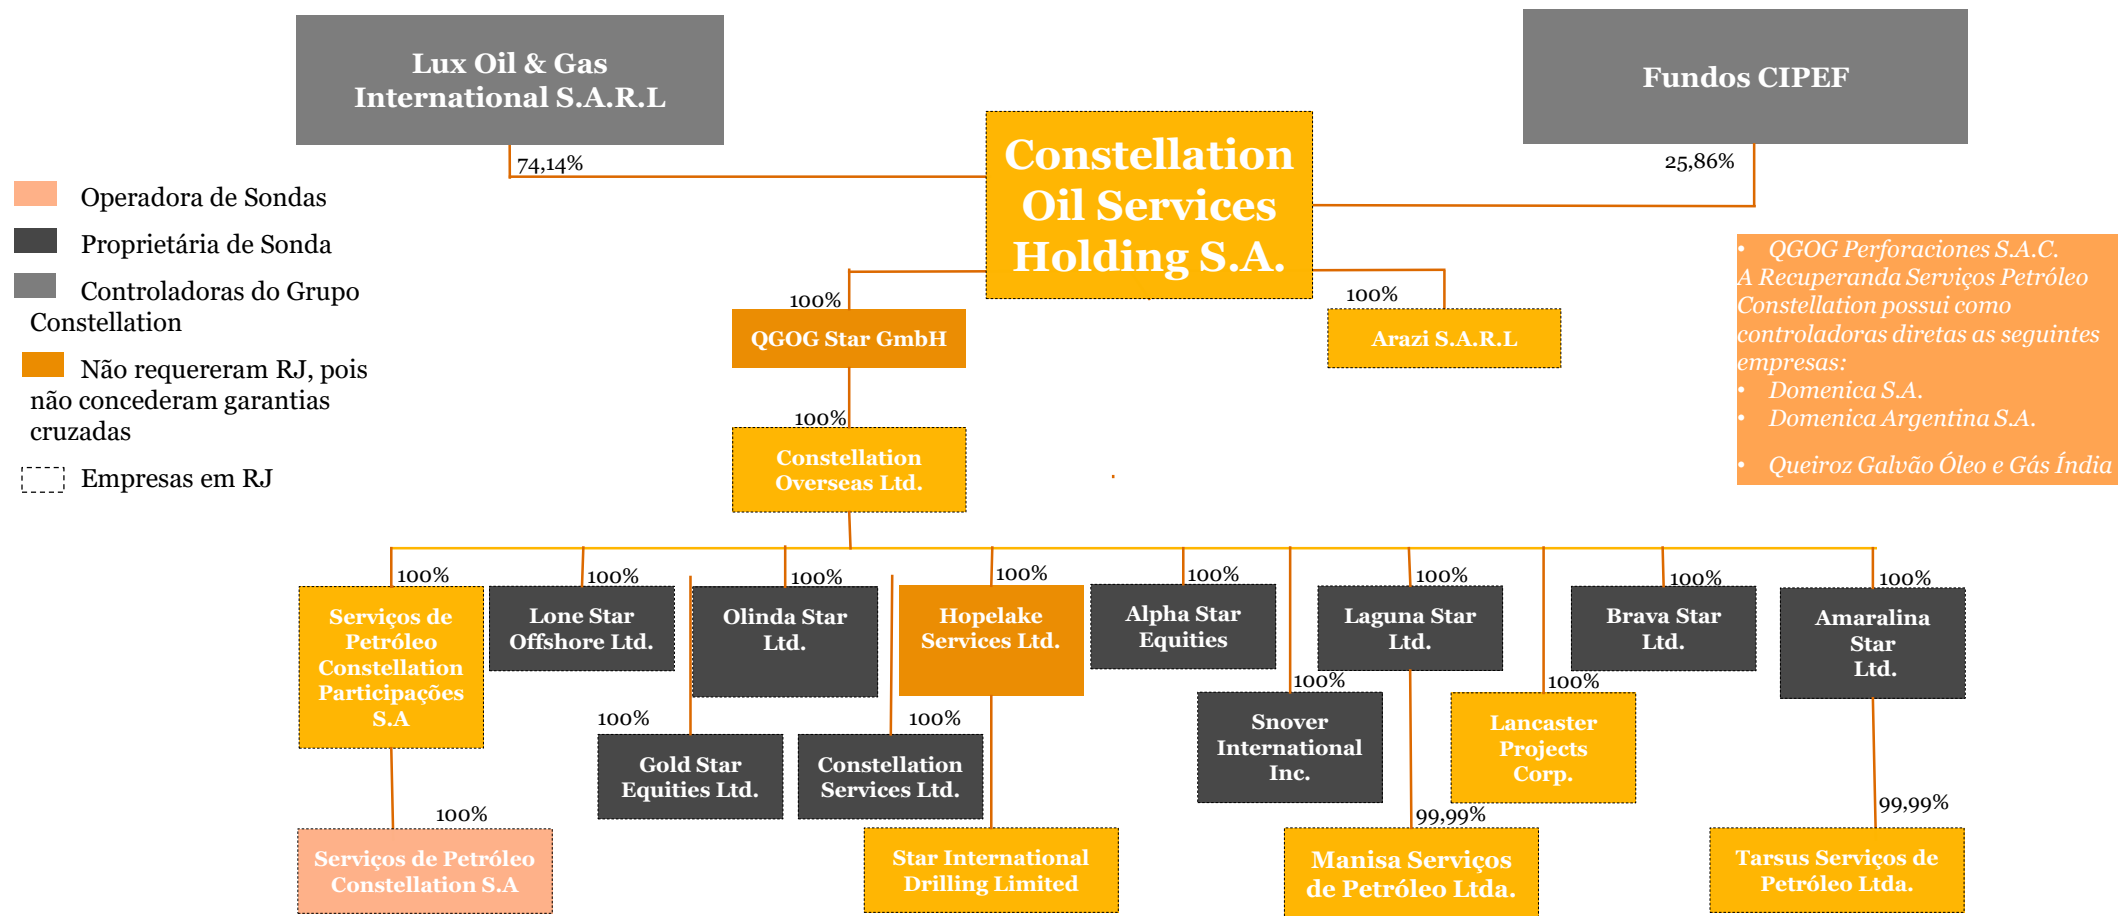 Lux Oil & Gas
International S.A.R.L
Fundos CIPEF
Constellation
Oil Services
Holding S.A.
74,14%
25,86%
Operadora de Sondas
Proprietária de Sonda
Controladoras do Grupo
Constellation
Não requereram RJ, pois
não concederam garantias
cruzadas
Empresas em RJ
• QGOG Perforaciones S.A.C.
A Recuperanda Serviços Petróleo
Constellation possui como
controladoras diretas as seguintes
empresas:
• Domenica S.A.
• Domenica Argentina S.A.
• Queiroz Galvão Óleo e Gás Índia
100%
QGOG Star GmbH
100%
Arazi S.A.R.L
100%
Constellation
Overseas Ltd.
100%
Serviços de
Petróleo
Constellation
Participações
S.A
100%
Lone Star
Offshore Ltd.
100%
Olinda Star
Ltd.
100%
Hopelake
Services Ltd.
100%
Alpha Star
Equities
100%
Laguna Star
Ltd.
100%
Brava Star
Ltd.
100%
Amaralina
Star
Ltd.
100%
Gold Star
Equities Ltd.
100%
Constellation
Services Ltd.
100%
Snover
International
Inc.
100%
Lancaster
Projects
Corp.
100%
Serviços de Petróleo
Constellation S.A
Star International
Drilling Limited
99,99%
Manisa Serviços
de Petróleo Ltda.
99,99%
Tarsus Serviços de
Petróleo Ltda.